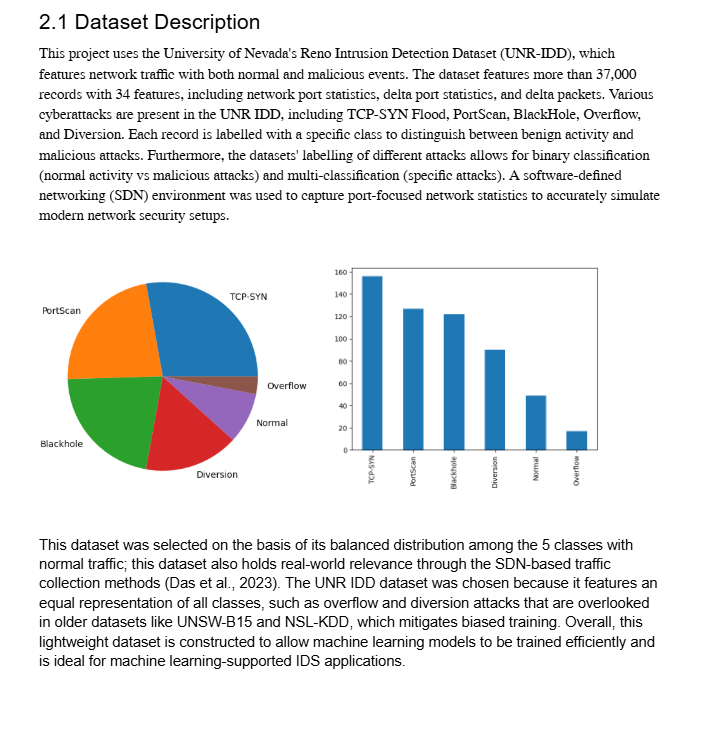 2.1 Dataset Description
This project uses the University of Nevada's Reno Intrusion Detection Dataset (UNR-IDD), which
features network traffic with both normal and malicious events. The dataset features more than 37,000
records with 34 features, including network port statistics, delta port statistics, and delta packets. Various
cyberattacks are present in the UNR IDD, including TCP-SYN Flood, PortScan, BlackHole, Overflow,
and Diversion. Each record is labelled with a specific class to distinguish between benign activity and
malicious attacks. Furthermore, the datasets' labelling of different attacks allows for binary classification
(normal activity vs malicious attacks) and multi-classification (specific attacks). A software-defined
networking (SDN) environment was used to capture port-focused network statistics to accurately simulate
modern network security setups.
TCP-SYN
PortScan
Overflow
Normal
Blackhole
Diversion
160
140
120
100
80
60
40
20
0
TCP-SYN
PortScan
Blackhole
Diversion
Normal
Overflow
This dataset was selected on the basis of its balanced distribution among the 5 classes with
normal traffic; this dataset also holds real-world relevance through the SDN-based traffic
collection methods (Das et al., 2023). The UNR IDD dataset was chosen because it features an
equal representation of all classes, such as overflow and diversion attacks that are overlooked
in older datasets like UNSW-B15 and NSL-KDD, which mitigates biased training. Overall, this
lightweight dataset is constructed to allow machine learning models to be trained efficiently and
is ideal for machine learning-supported IDS applications.